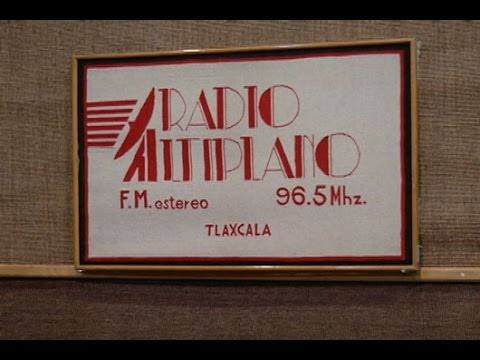 RADIO
ALTIPLANO
F.M. estereo 96.5 Mhz.
TLAXCALA